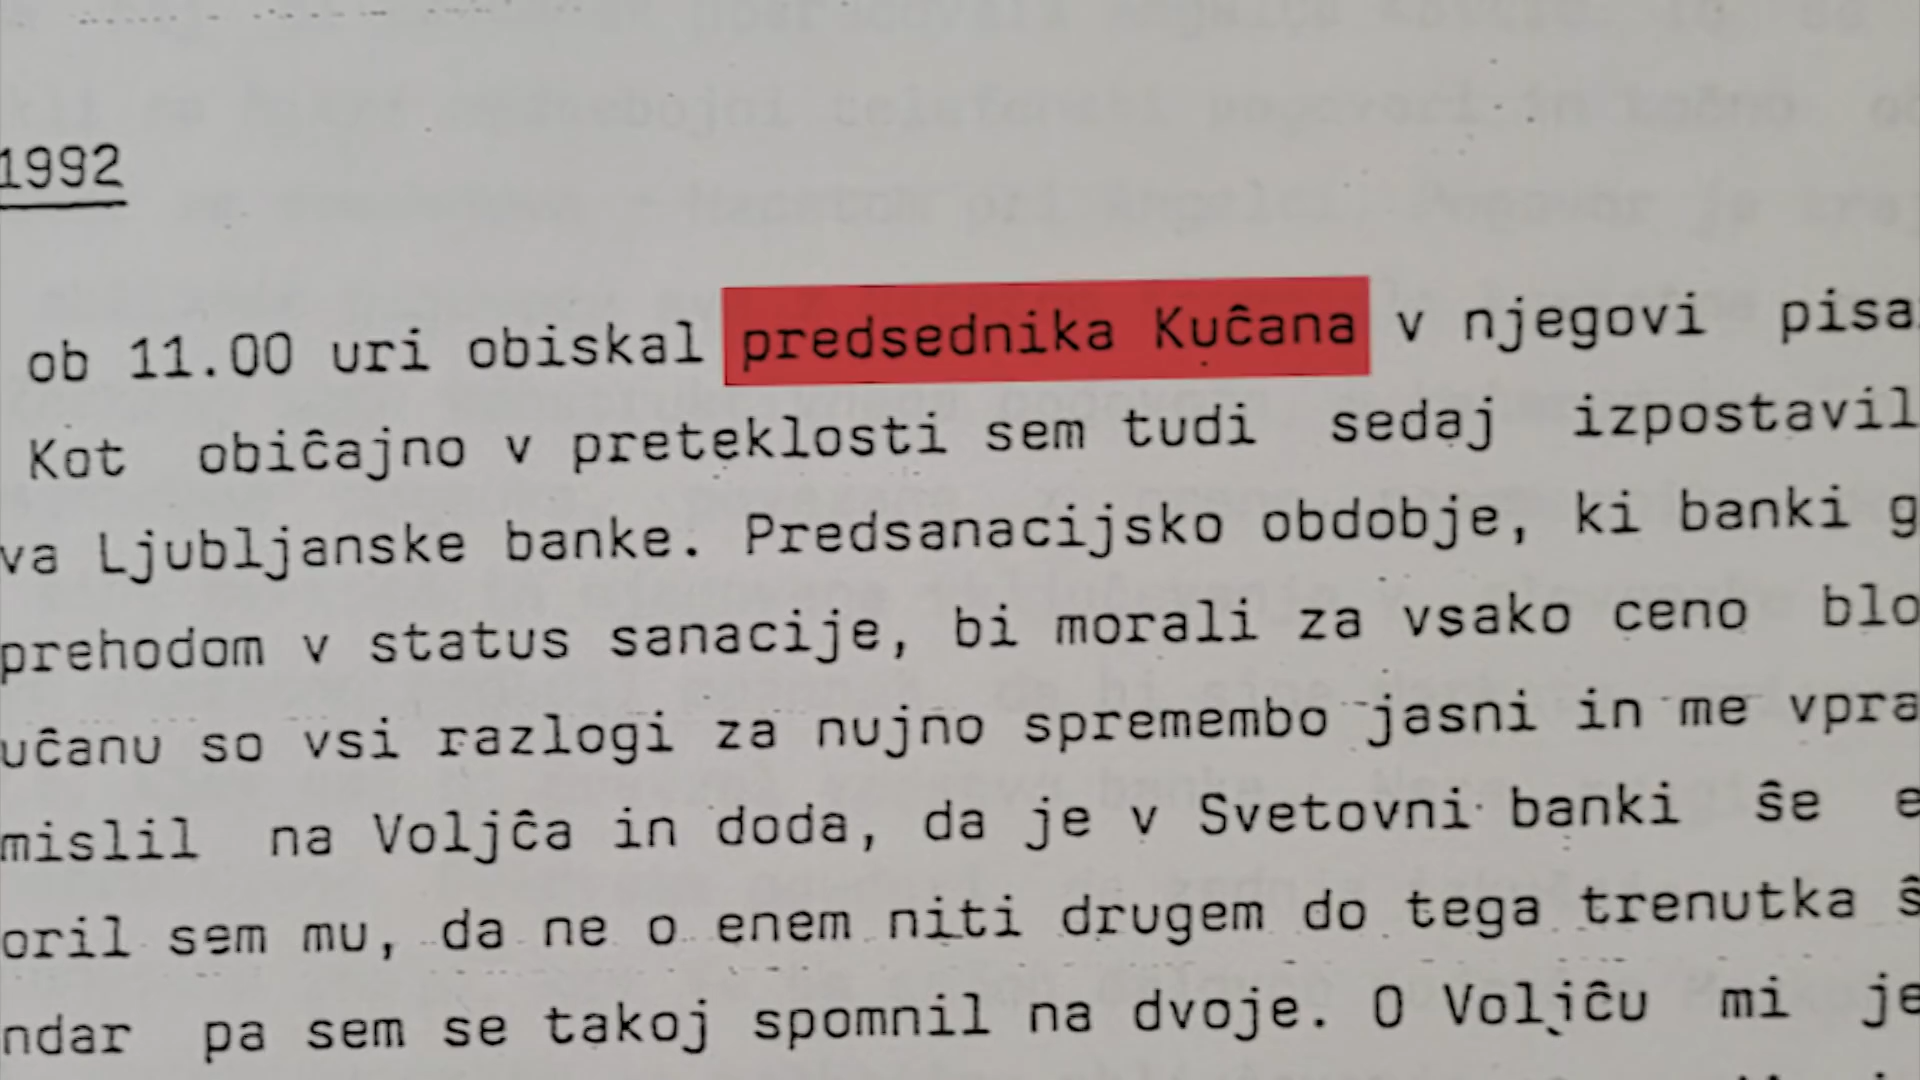 1992
ob 11.00 uri obiskal predsednika Kučana v njegovi pisa
Kot običajno v preteklosti sem tudi sedaj izpostavil
va Ljubljanske banke. Predsanacijsko obdobje, ki banki g
prehodom v status sanacije, bi morali za vsako ceno blo
učanu so vsi razlogi za nujno spremembo jasni in me vpra
mislil na Voljča in doda, da je v Svetovni banki še e
oril sem mu, da ne o enem niti drugem do tega trenutka š
ndar pa sem se takoj spomnil na dvoje. O Voljču mi je